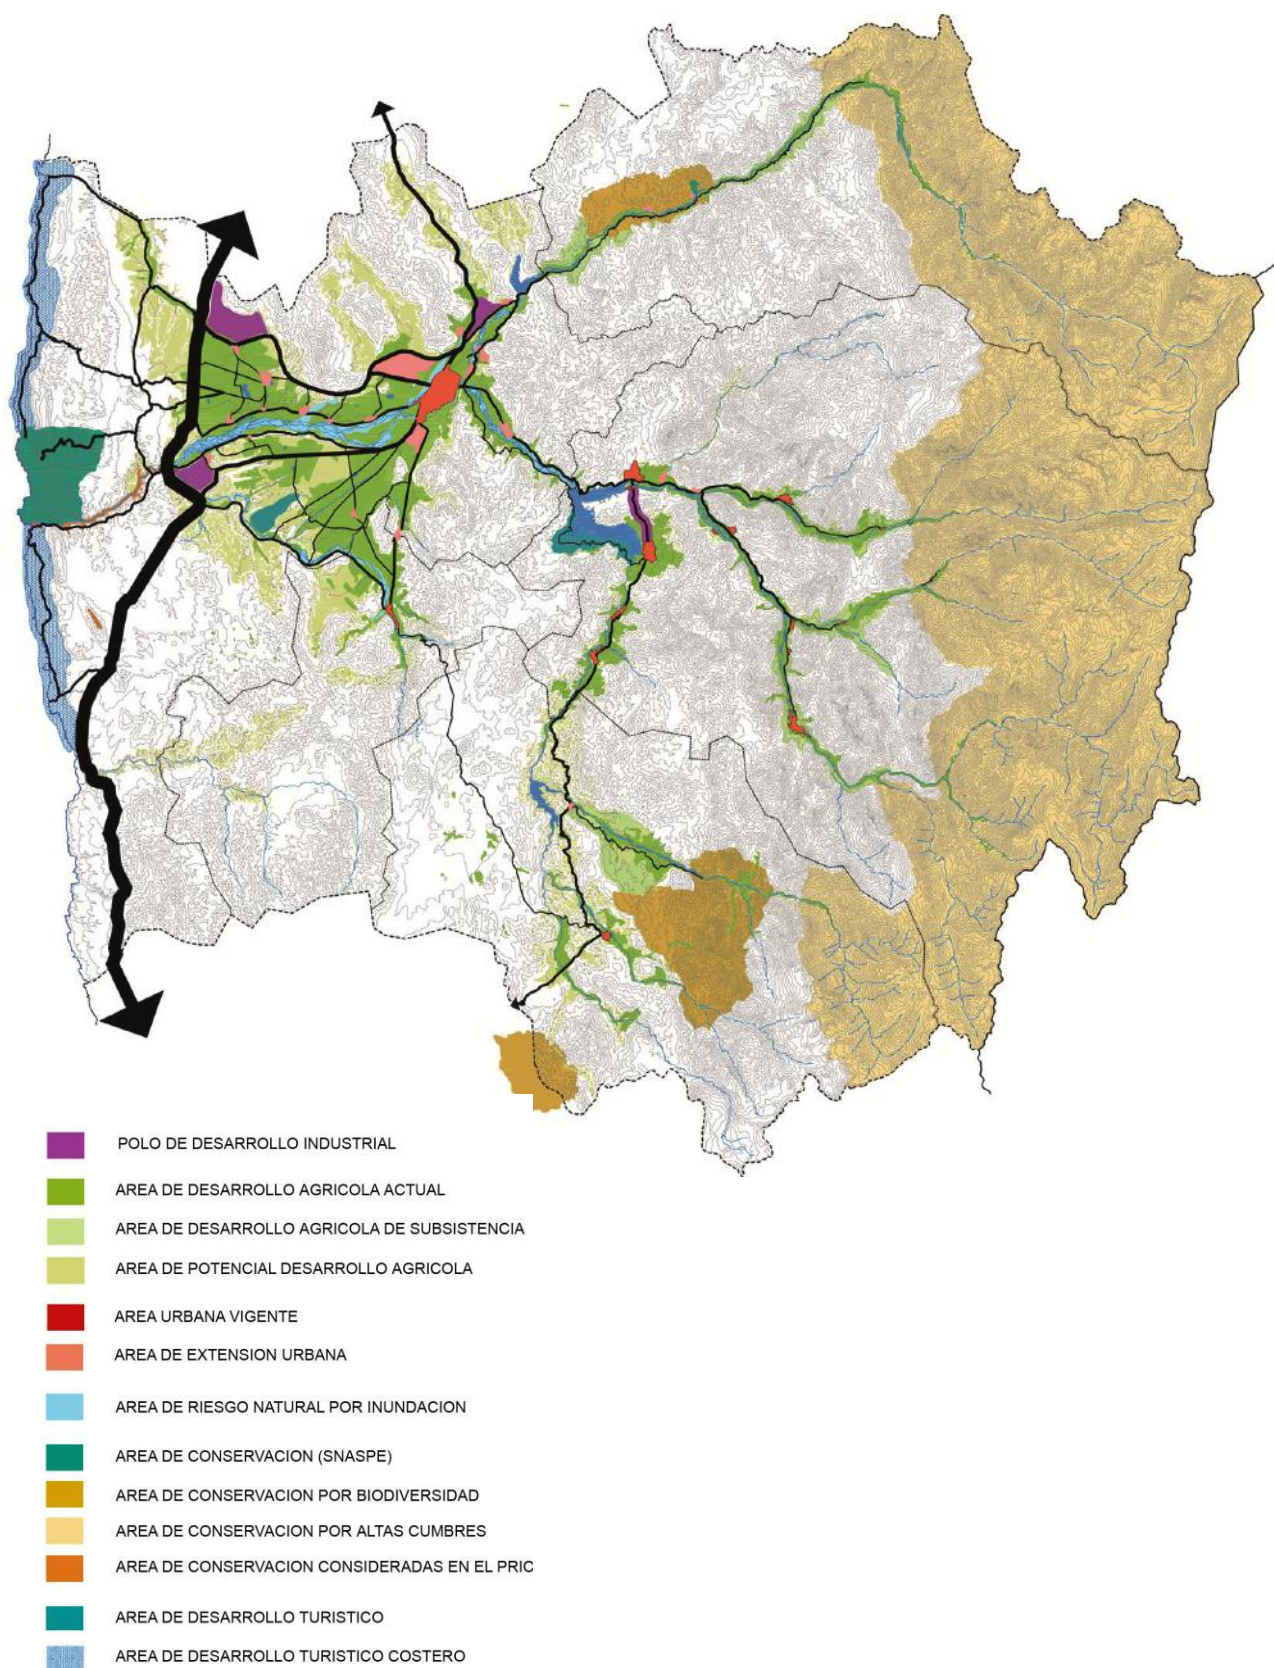 POLO DE DESARROLLO INDUSTRIAL
AREA DE DESARROLLO AGRICOLA ACTUAL
AREA DE DESARROLLO AGRICOLA DE SUBSISTENCIA
AREA DE POTENCIAL DESARROLLO AGRICOLA
AREA URBANA VIGENTE
AREA DE EXTENSION URBANA
AREA DE RIESGO NATURAL POR INUNDACION
AREA DE CONSERVACION (SNASPE)
AREA DE CONSERVACION POR BIODIVERSIDAD
AREA DE CONSERVACION POR ALTAS CUMBRES
AREA DE CONSERVACION CONSIDERADAS EN EL PRIC
AREA DE DESARROLLO TURISTICO
AREA DE DESARROLLO TURISTICO COSTERO